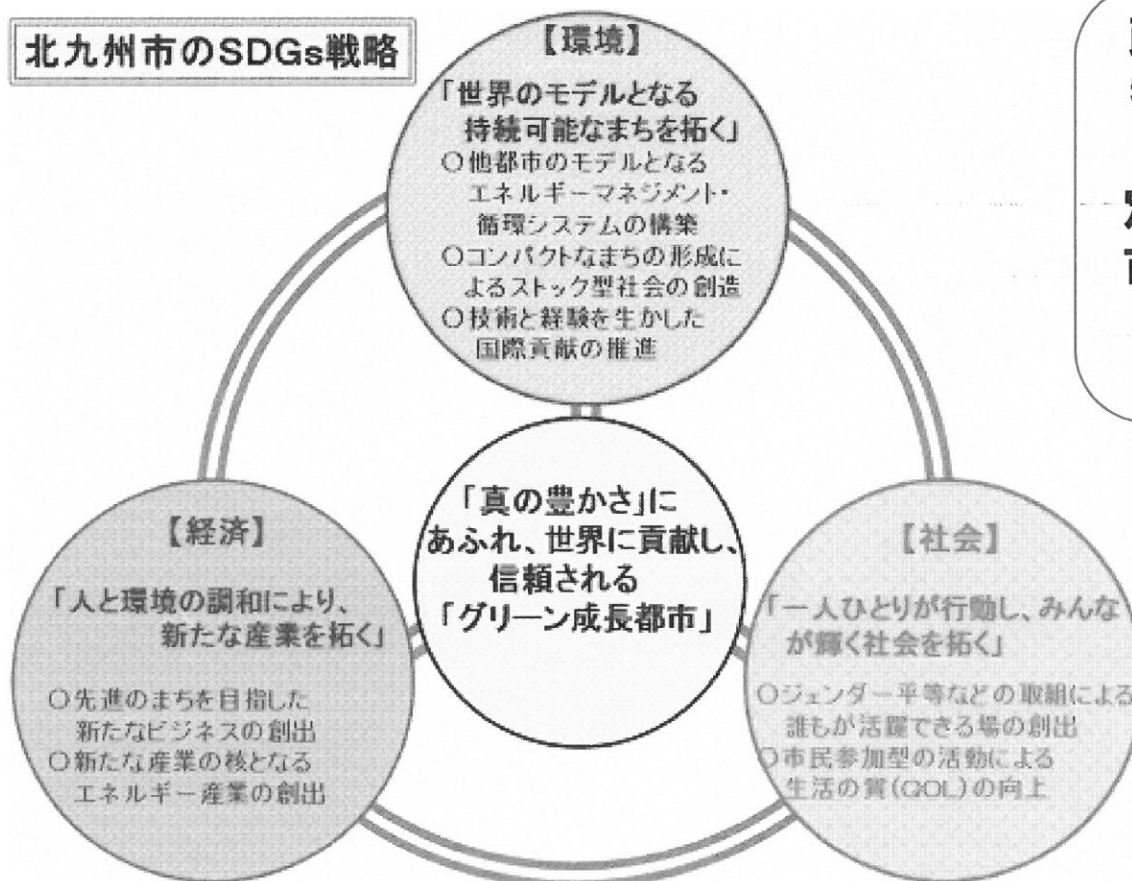 北九州市のSDGs戦略
【環境】
「世界のモデルとなる
持続可能なまちを拓く」
○他都市のモデルとなる
エネルギーマネジメント・
循環システムの構築
○コンパクトなまちの形成に
よるストック型社会の創造
○技術と経験を生かした
国際貢献の推進
「真の豊かさ」に
あふれ、世界に貢献し、
信頼される
「グリーン成長都市」
【経済】
「人と環境の調和により、
新たな産業を拓く」
○先進のまちを目指した
新たなビジネスの創出
○新たな産業の核となる
エネルギー産業の創出
【社会】
「一人ひとりが行動し、みんな
が輝く社会を拓く」
○ジェンダー平等などの取組による
誰もが活躍できる場の創出
○市民参加型の活動による
生活の質(QOL)の向上